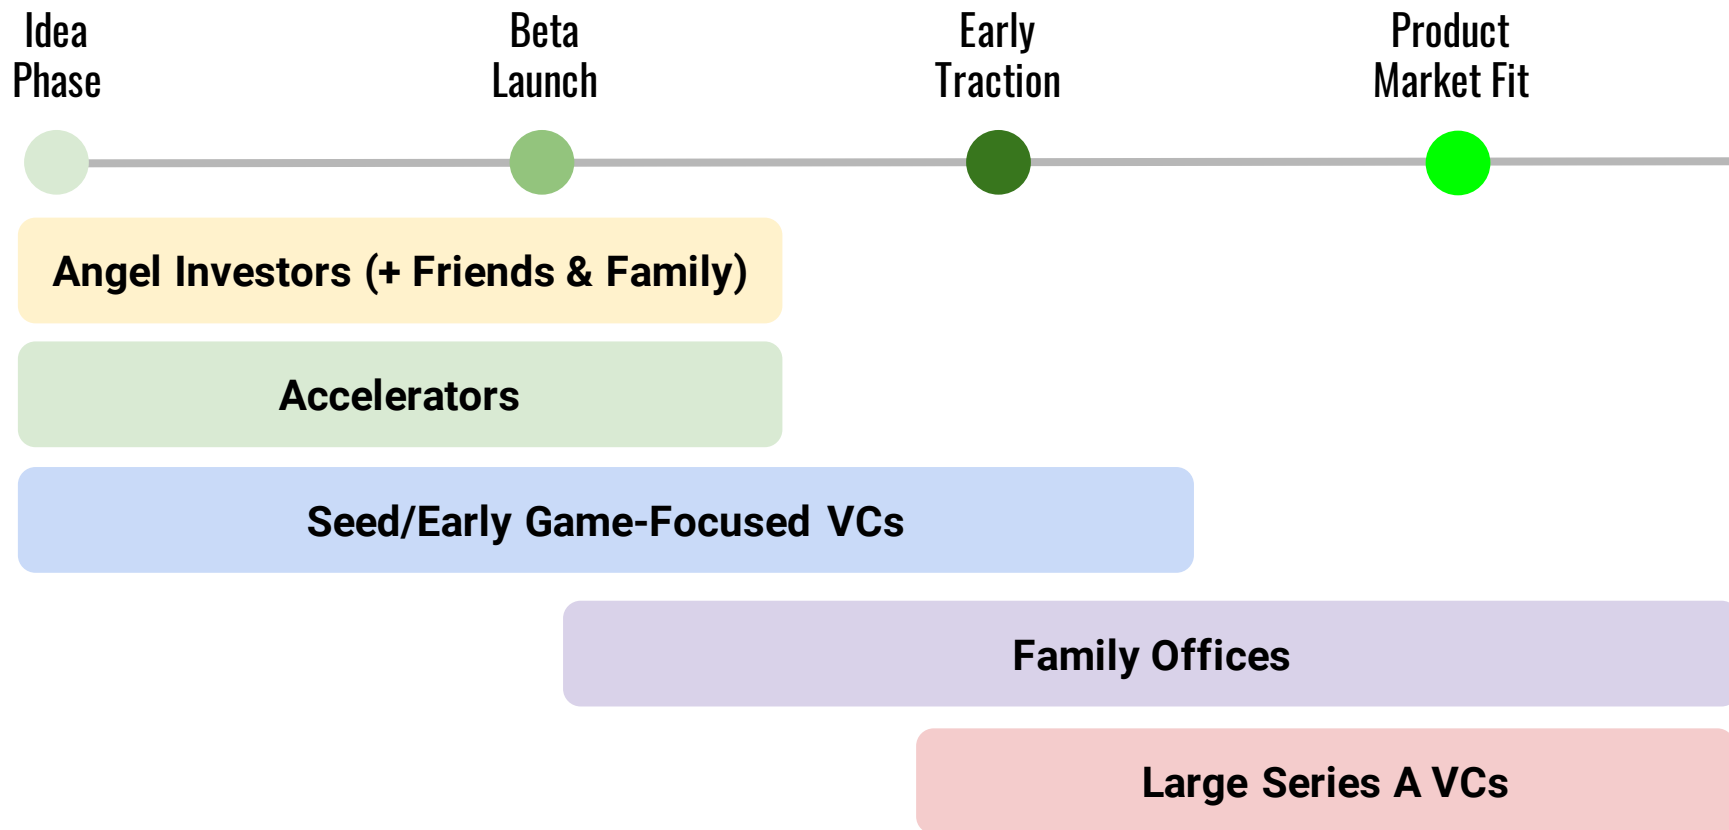 Idea
Phase
Beta
Launch
Early
Traction
Product
Market Fit
Angel Investors (+ Friends & Family)
Accelerators
Seed/Early Game-Focused VCs
Family Offices
Large Series A VCs